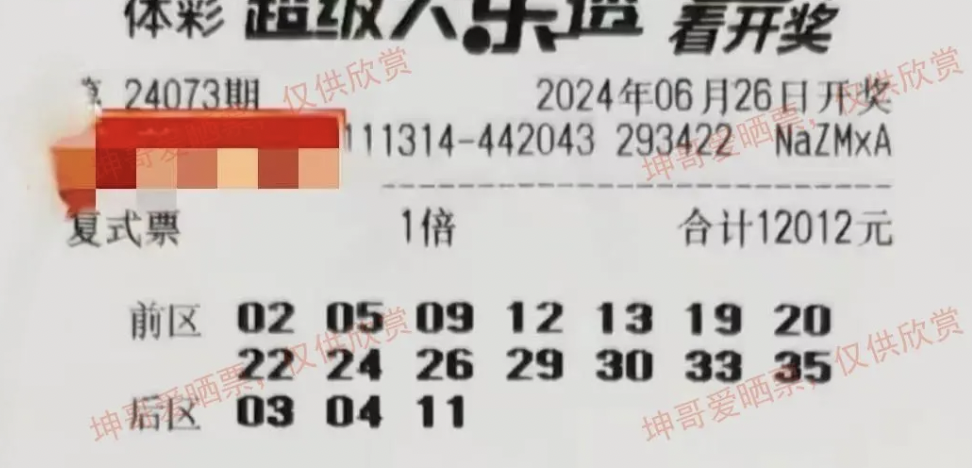 体彩 超级大乐透 看开奖
第 24073期 2024年06月26日开奖
111314-442043 293422 NaZMxA
复式票 1倍 合计12012元
前区 02 05 09 12 13 19 20
22 24 26 29 30 33 35
后区 03 04 11
坤哥爱晒票，仅供欣赏
坤哥爱晒票，仅供欣赏
坤哥爱晒票，仅供欣赏
坤哥爱晒票，仅供欣赏